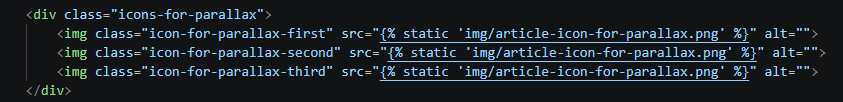 <div class="icons-for-parallax">
<img class="icon-for-parallax-first" src="{% static 'img/article-icon-for-parallax.png' %}" alt="">
<img class="icon-for-parallax-second" src="{% static 'img/article-icon-for-parallax.png' %}" alt="">
<img class="icon-for-parallax-third" src="{% static 'img/article-icon-for-parallax.png' %}" alt="">
</div>